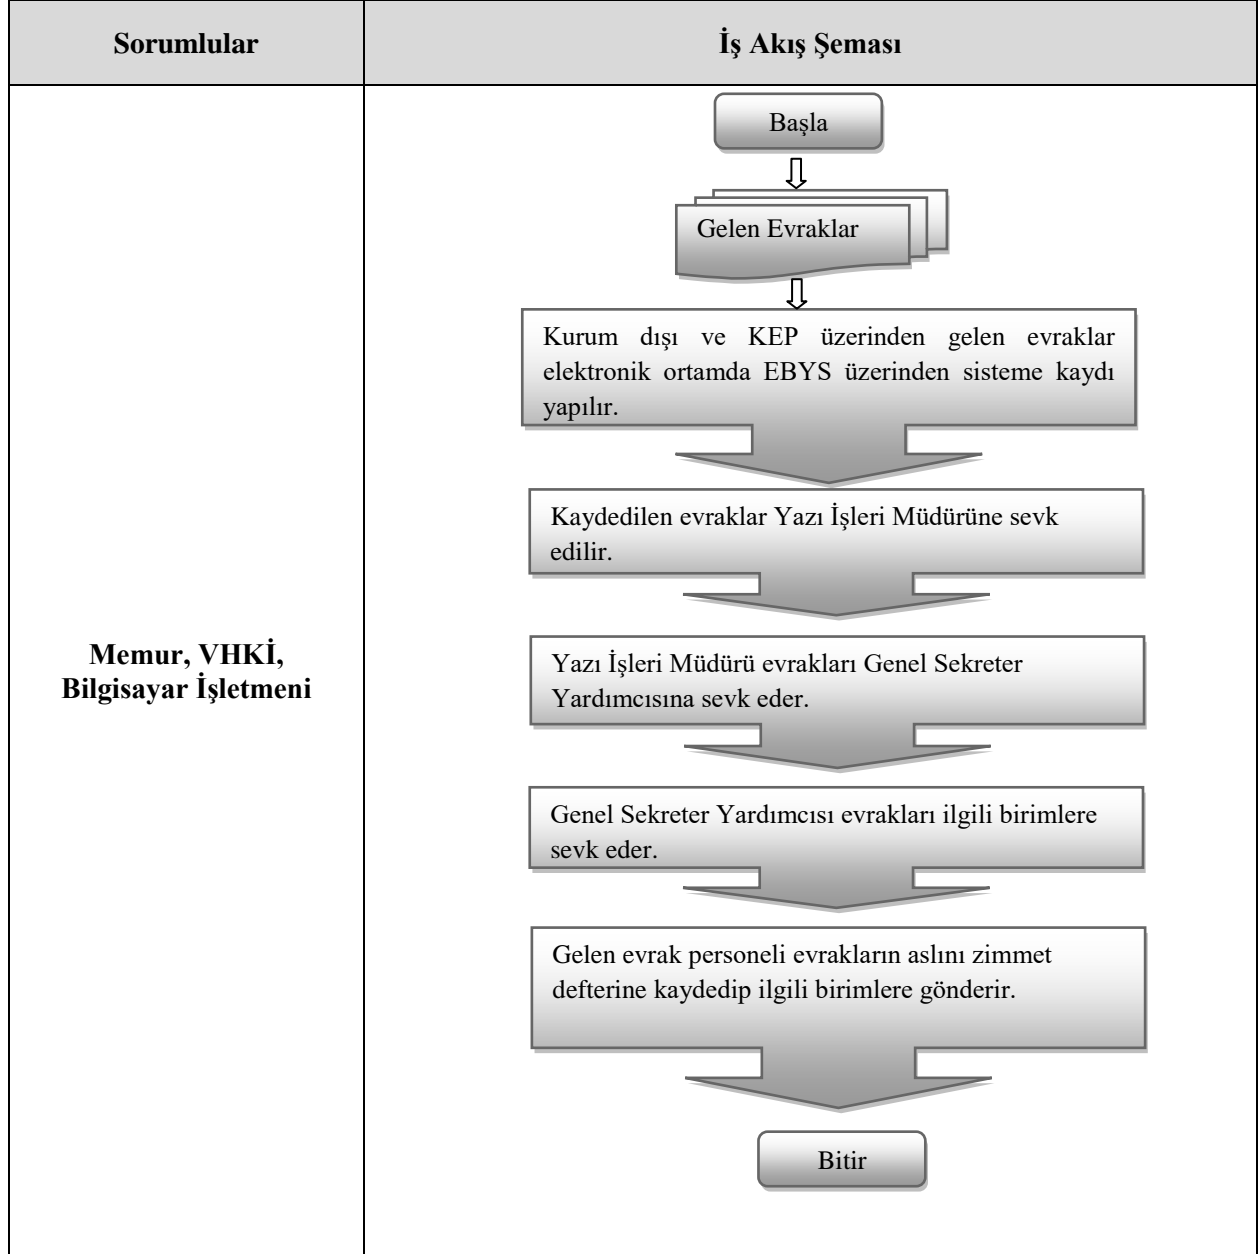 Sorumlular
İş Akış Şeması
Başla
Gelen Evraklar
Kurum dışı ve KEP üzerinden gelen evraklar
elektronik ortamda EBYS üzerinden sisteme kaydı
yapılır.
Kaydedilen evraklar Yazı İşleri Müdürüne sevk
edilir.
Memur, VHKİ,
Bilgisayar İşletmeni
Yazı İşleri Müdürü evrakları Genel Sekreter
Yardımcısına sevk eder.
Genel Sekreter Yardımcısı evrakları ilgili birimlere
sevk eder.
Gelen evrak personeli evrakların aslını zimmet
defterine kaydedip ilgili birimlere gönderir.
Bitir